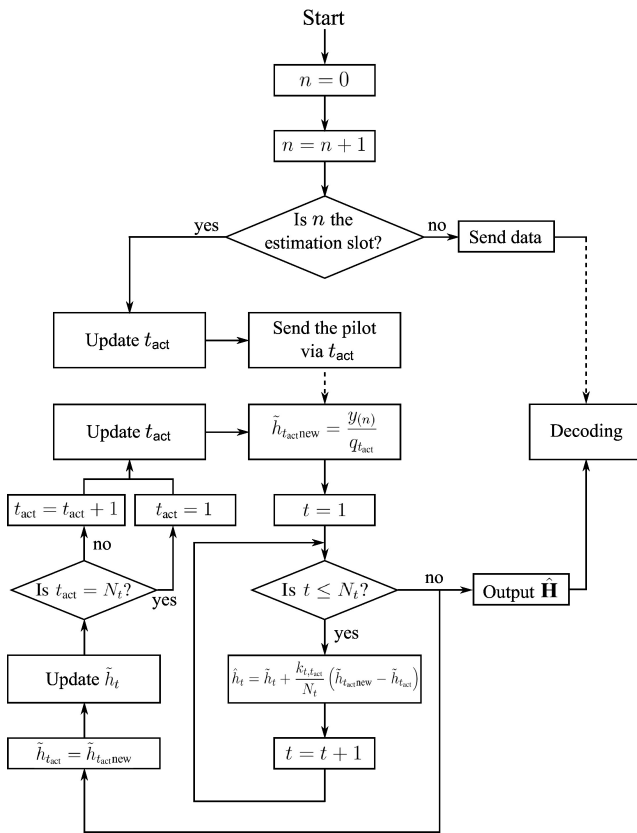 Start
n = 0
n = n + 1
Is n the
estimation slot?
yes
no
Send data
Update t_act
Send the pilot
via t_act
Update t_act
h̃_{t_act new} = y_(n) / q_{t_act}
Decoding
t_act = t_act + 1
t_act = 1
t = 1
no
Is t_act = N_t?
yes
Is t ≤ N_t?
no
Output Ĥ
yes
Update h̃_t
ĥ_t = h̃_t + k_{t,t_act} / N_t (h̃_{t_act new} − h̃_{t_act})
h̃_{t_act} = h̃_{t_act new}
t = t + 1